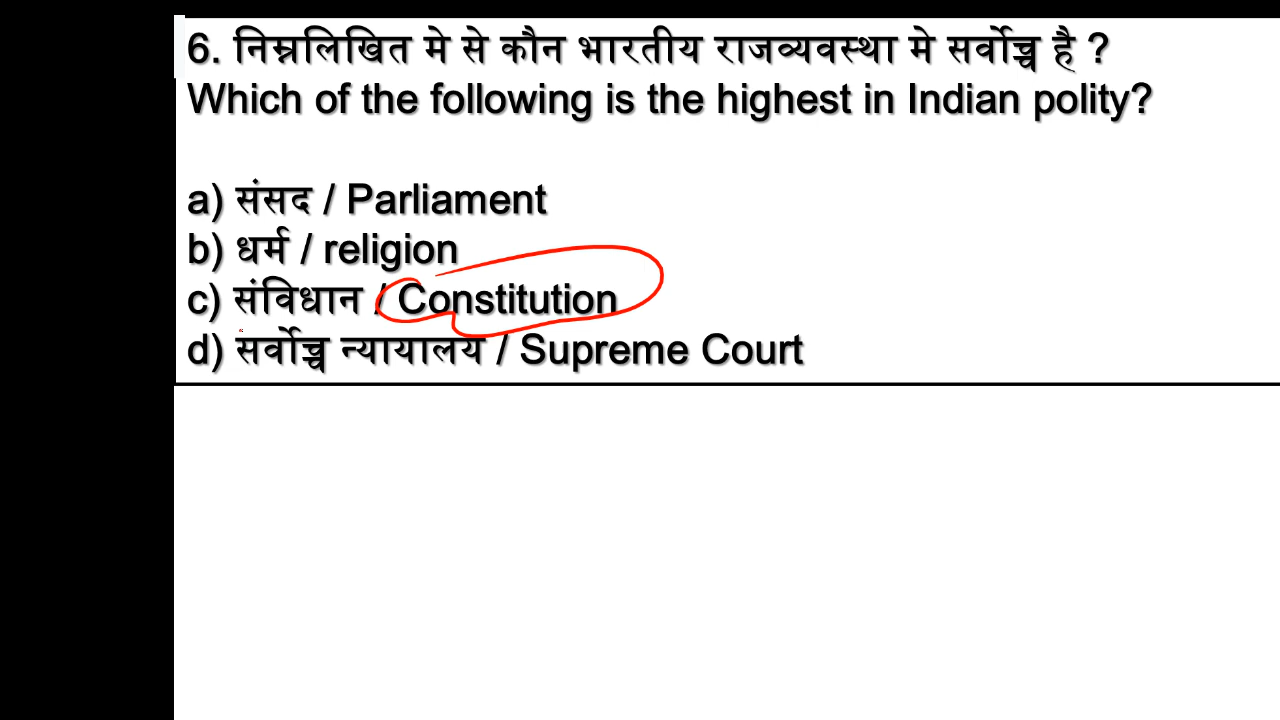 6. निम्नलिखित मे से कौन भारतीय राजव्यवस्था मे सर्वोच्च है ?
Which of the following is the highest in Indian polity?
a) संसद / Parliament
b) धर्म / religion
c) संविधान / Constitution
d) सर्वोच्च न्यायालय / Supreme Court